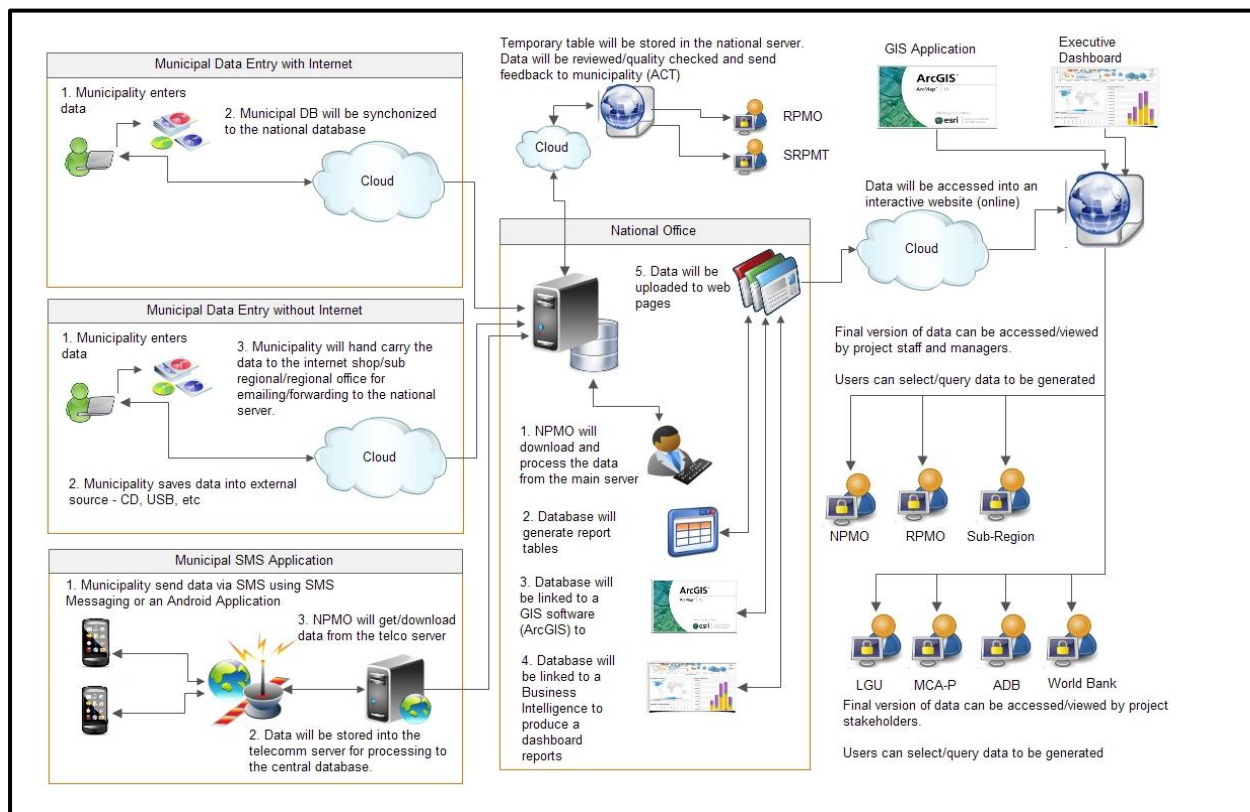 Municipal Data Entry with Internet
1. Municipality enters
data
2. Municipal DB will be synchonized
to the national database
Cloud
Municipal Data Entry without Internet
1. Municipality enters
data
3. Municipality will hand carry the
data to the internet shop/sub
regional/regional office for
emailing/forwarding to the national
server.
Cloud
2. Municipality saves data into external
source - CD, USB, etc
Municipal SMS Application
1. Municipality send data via SMS using SMS
Messaging or an Android Application
3. NPMO will get/download
data from the telco server
2. Data will be stored into the
telecomm server for processing to
the central database.
Temporary table will be stored in the national server.
Data will be reviewed/quality checked and send
feedback to municipality (ACT)
Cloud
RPMO
SRPMT
National Office
5. Data will be
uploaded to web
pages
1. NPMO will
download and
process the data
from the main server
2. Database will
generate report
tables
3. Database will
be linked to a
GIS software
(ArcGIS) to
ArcGIS
ArcMap
esri
4. Database will
be linked to a
Business
Intelligence to
produce a
dashboard
reports
GIS Application
ArcGIS
ArcMap
esri
Executive
Dashboard
Data will be accessed into an
interactive website (online)
Cloud
Final version of data can be accessed/viewed
by project staff and managers.
Users can select/query data to be generated
NPMO
RPMO
Sub-Region
LGU
MCA-P
ADB
World Bank
Final version of data can be accessed/viewed by project
stakeholders.
Users can select/query data to be generated